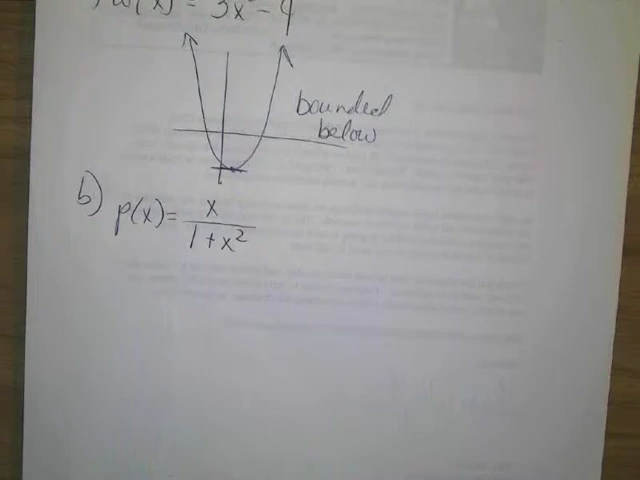 w(x) = 3x² - 4
bounded
below
b) p(x) = x / 1+x²